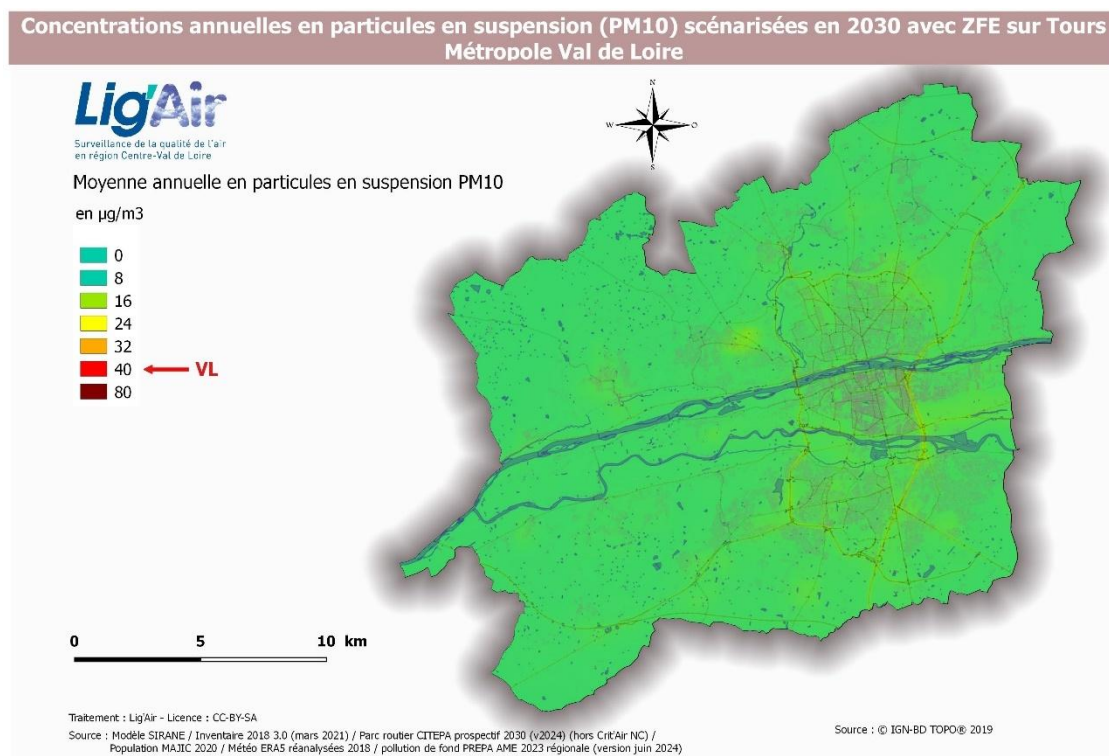 Concentrations annuelles en particules en suspension (PM10) scénarisées en 2030 avec ZFE sur Tours
Métropole Val de Loire
Lig'Air
Surveillance de la qualité de l'air
en région Centre-Val de Loire
N
W
O
S
Moyenne annuelle en particules en suspension PM10
en µg/m3
0
8
16
24
32
40 VL
80
0 5 10 km
Traitement : Lig'Air - Licence : CC-BY-SA
Source : Modèle SIRANE / Inventaire 2018 3.0 (mars 2021) / Parc routier CITEPA prospectif 2030 (v2024) (hors Crit'Air NC) /
Population MAJIC 2020 / Météo ERA5 réanalysées 2018 / pollution de fond PREPA AME 2023 régionale (version juin 2024)
Source : © IGN-BD TOPO® 2019